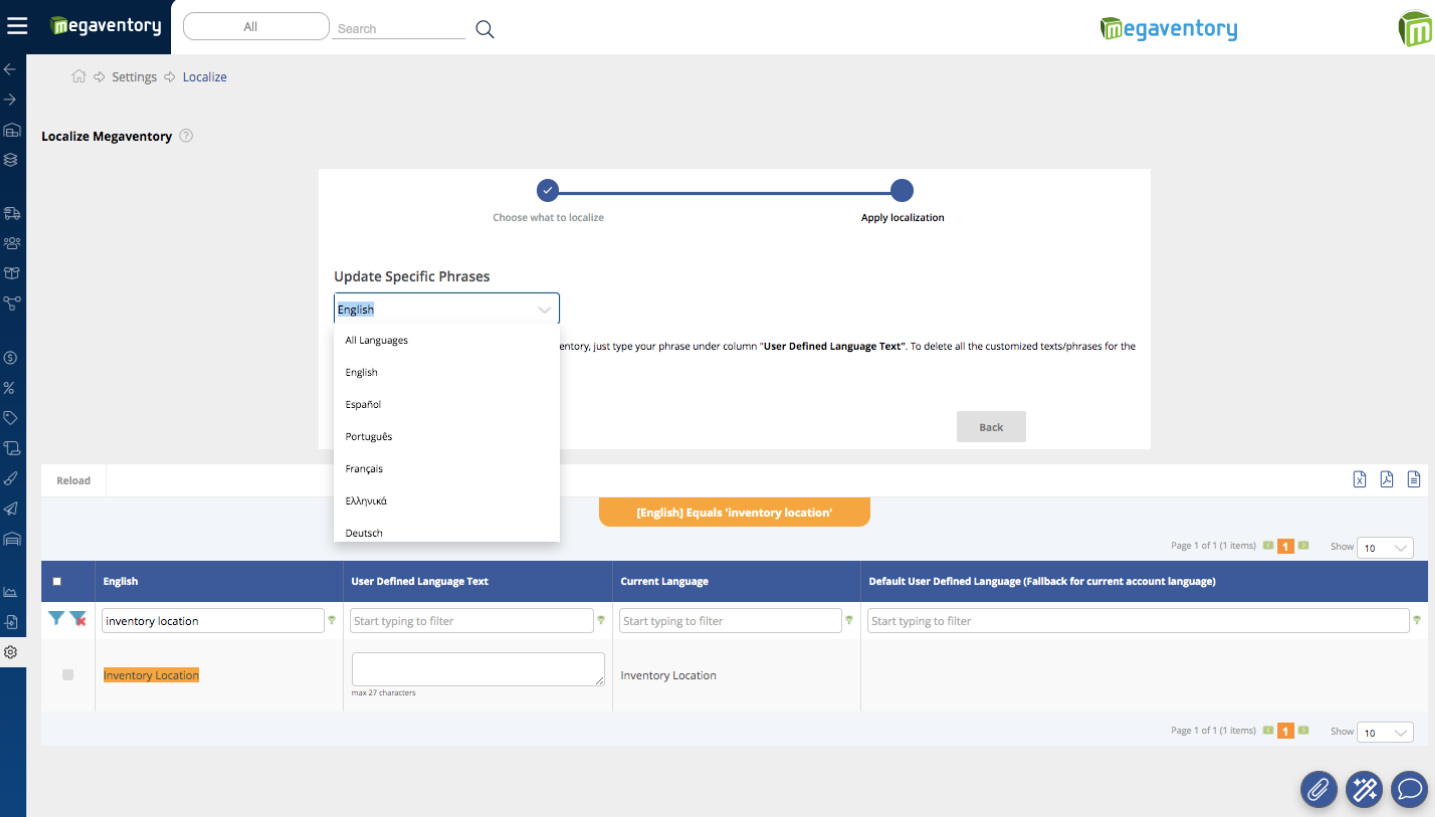 megaventory
All
Search
megaventory
Settings
Localize
Localize Megaventory
Choose what to localize
Apply localization
Update Specific Phrases
English
All Languages
entory, just type your phrase under column "User Defined Language Text". To delete all the customized texts/phrases for the
English
Español
Português
Back
Français
Ελληνικά
Deutsch
Reload
[English] Equals 'inventory location'
Page 1 of 1 (1 items) 1 Show 10
English
User Defined Language Text
Current Language
Default User Defined Language (Fallback for current account language)
inventory location
Start typing to filter
Start typing to filter
Start typing to filter
Inventory Location
max 27 characters
Inventory Location
Page 1 of 1 (1 items) 1 Show 10